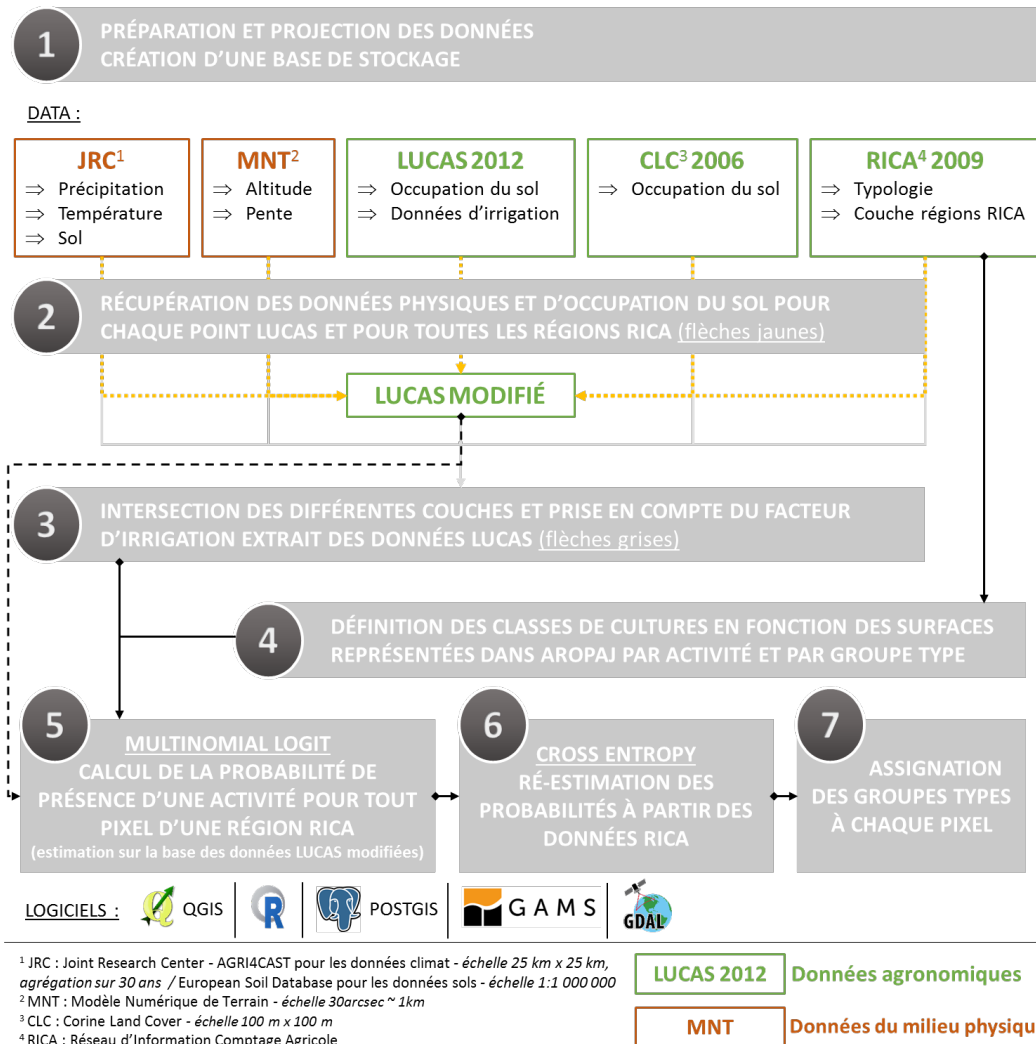 1
PRÉPARATION ET PROJECTION DES DONNÉES
CRÉATION D'UNE BASE DE STOCKAGE
DATA :
JRC¹
⇒ Précipitation
⇒ Température
⇒ Sol
MNT²
⇒ Altitude
⇒ Pente
LUCAS 2012
⇒ Occupation du sol
⇒ Données d'irrigation
CLC³ 2006
⇒ Occupation du sol
RICA⁴ 2009
⇒ Typologie
⇒ Couche régions RICA
2
RÉCUPÉRATION DES DONNÉES PHYSIQUES ET D'OCCUPATION DU SOL POUR
CHAQUE POINT LUCAS ET POUR TOUTES LES RÉGIONS RICA (flèches jaunes)
LUCAS MODIFIÉ
3
INTERSECTION DES DIFFÉRENTES COUCHES ET PRISE EN COMPTE DU FACTEUR
D'IRRIGATION EXTRAIT DES DONNÉES LUCAS (flèches grises)
4
DÉFINITION DES CLASSES DE CULTURES EN FONCTION DES SURFACES
REPRÉSENTÉES DANS AROPAJ PAR ACTIVITÉ ET PAR GROUPE TYPE
5
MULTINOMIAL LOGIT
CALCUL DE LA PROBABILITÉ DE
PRÉSENCE D'UNE ACTIVITÉ POUR TOUT
PIXEL D'UNE RÉGION RICA
(estimation sur la base des données LUCAS modifiées)
6
CROSS ENTROPY
RÉ-ESTIMATION DES
PROBABILITÉS À PARTIR DES
DONNÉES RICA
7
ASSIGNATION
DES GROUPES TYPES
À CHAQUE PIXEL
LOGICIELS :
QGIS
R
POSTGIS
GAMS
GDAL
¹ JRC : Joint Research Center - AGRI4CAST pour les données climat - échelle 25 km x 25 km,
agrégation sur 30 ans / European Soil Database pour les données sols - échelle 1:1 000 000
² MNT : Modèle Numérique de Terrain - échelle 30arcsec ~ 1km
³ CLC : Corine Land Cover - échelle 100 m x 100 m
⁴ RICA : Réseau d'Information Comptage Agricole
LUCAS 2012
Données agronomiques
MNT
Données du milieu physiqu